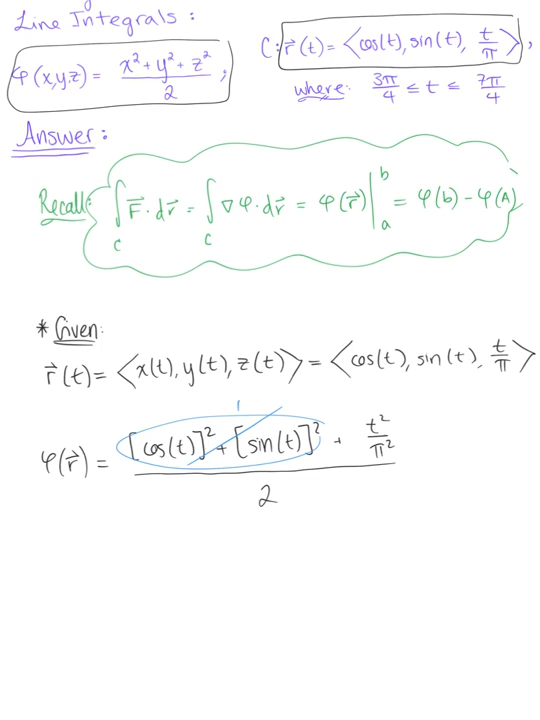 Line Integrals :
φ(x,y,z) = (x² + y² + z²)/2 ;
C: r⃗(t) = ⟨cos(t), sin(t), t/π⟩,
where: 3π/4 ≤ t ≤ 7π/4
Answer:
Recall: ∫_C F⃗ · dr⃗ = ∫_C ∇φ · dr⃗ = φ(r⃗) |_a^b = φ(b) - φ(A)
* Given:
r⃗(t) = ⟨x(t), y(t), z(t)⟩ = ⟨cos(t), sin(t), t/π⟩
1
φ(r⃗) = ([cos(t)]² + [sin(t)]² + t²/π²)/2